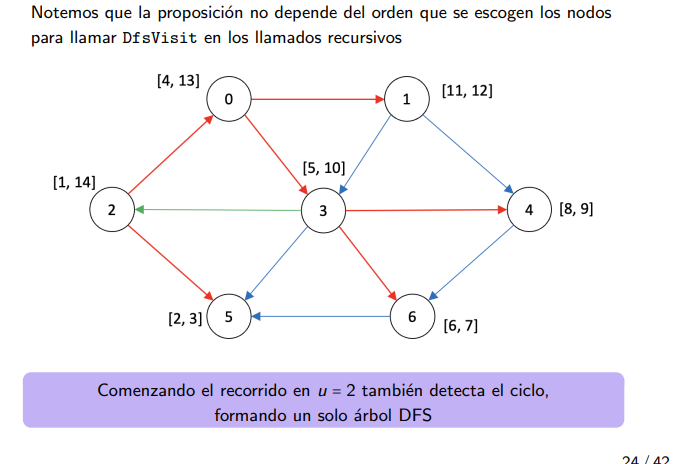 Notemos que la proposición no depende del orden que se escogen los nodos
para llamar DfsVisit en los llamados recursivos
[4, 13]
0
1
[11, 12]
[5, 10]
[1, 14]
2
3
4
[8, 9]
[2, 3]
5
6
[6, 7]
Comenzando el recorrido en u = 2 también detecta el ciclo,
formando un solo árbol DFS
24 / 42